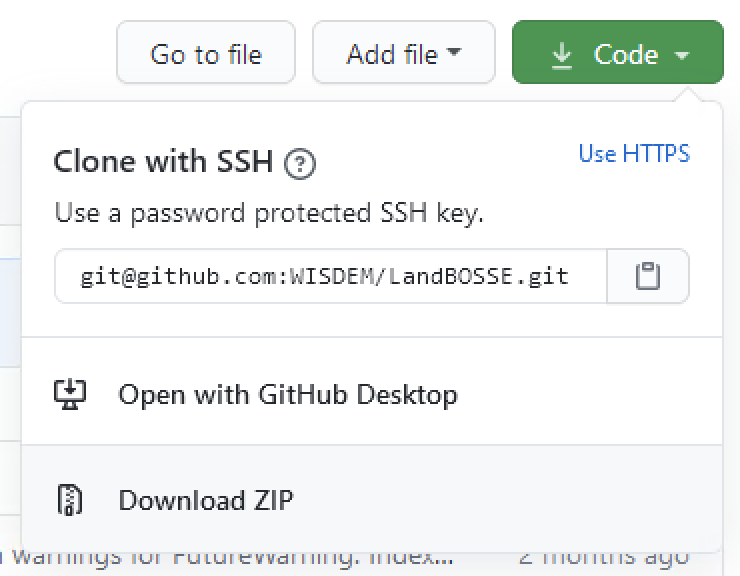 Go to file
Add file
Code
Clone with SSH
Use HTTPS
Use a password protected SSH key.
git@github.com:WISDEM/LandBOSSE.git
Open with GitHub Desktop
Download ZIP
warnings for FutureWarning. Index... 2 months ago